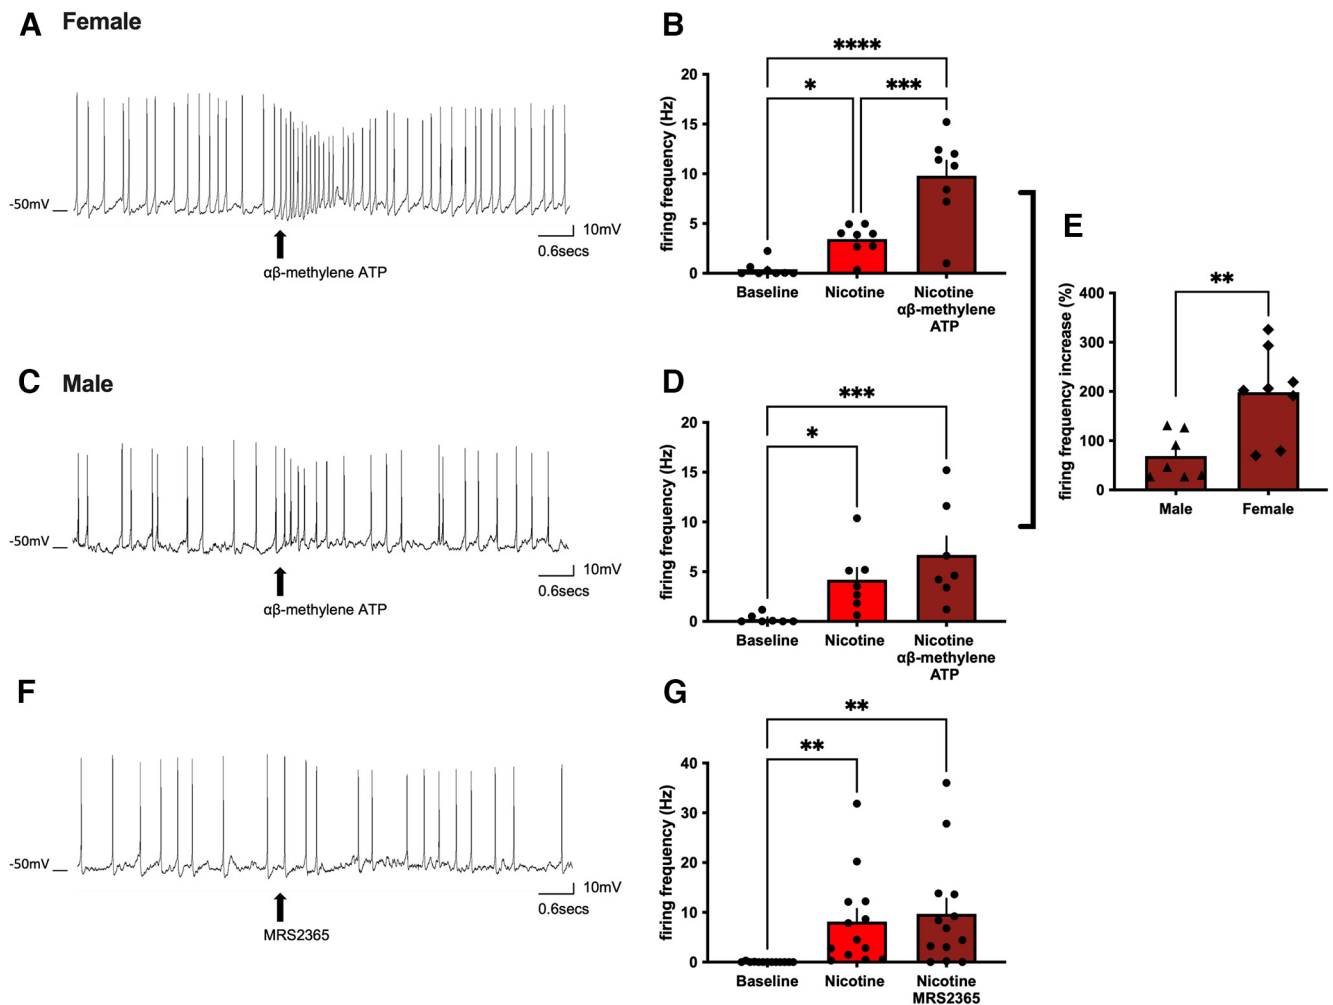 A Female
-50mV
10mV
0.6secs
αβ-methylene ATP
B
****
* ***
firing frequency (Hz)
20
15
10
5
0
Baseline Nicotine Nicotine
αβ-methylene
ATP
C Male
-50mV
10mV
0.6secs
αβ-methylene ATP
D
***
*
firing frequency (Hz)
20
15
10
5
0
Baseline Nicotine Nicotine
αβ-methylene
ATP
E
**
firing frequency increase (%)
400
300
200
100
0
Male Female
F
-50mV
10mV
0.6secs
MRS2365
G
**
**
firing frequency (Hz)
40
30
20
10
0
Baseline Nicotine Nicotine
MRS2365